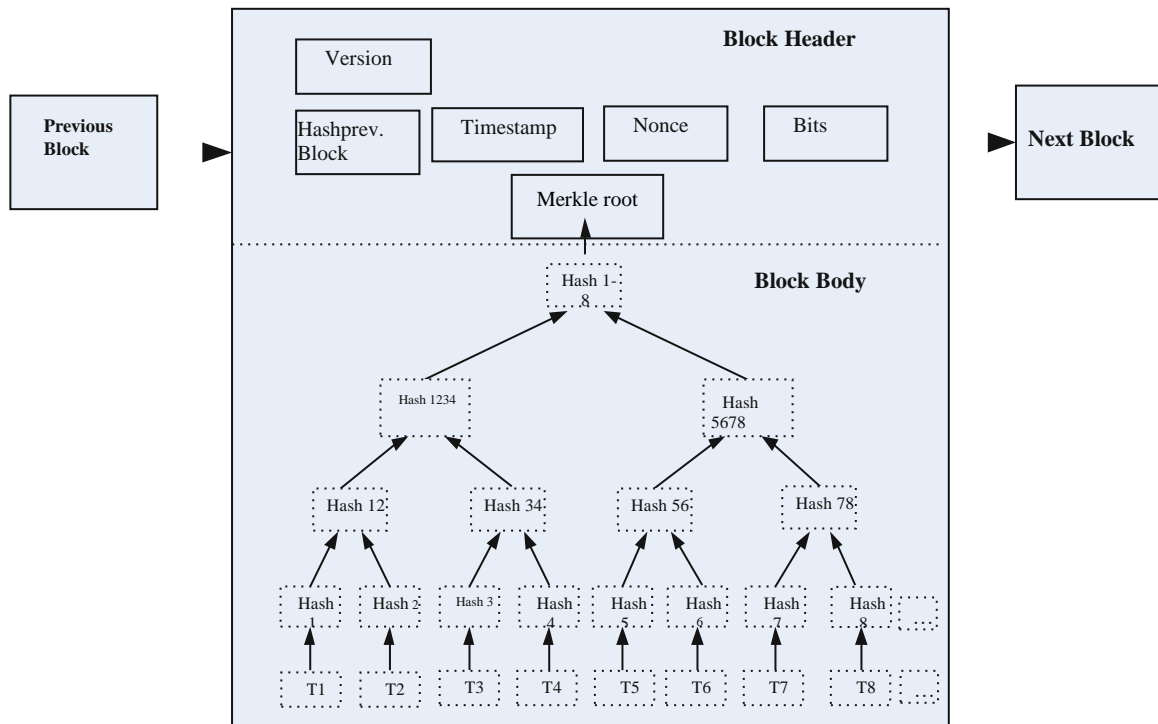 Block Header
Version
Previous
Block
Hashprev.
Block
Timestamp
Nonce
Bits
Next Block
Merkle root
Block Body
Hash 1-
8
Hash 1234
Hash
5678
Hash 12
Hash 34
Hash 56
Hash 78
Hash
1
Hash 2
Hash 3
Hash
4
Hash
5
Hash
6
Hash
7
Hash
8
...
T1
T2
T3
T4
T5
T6
T7
T8
...